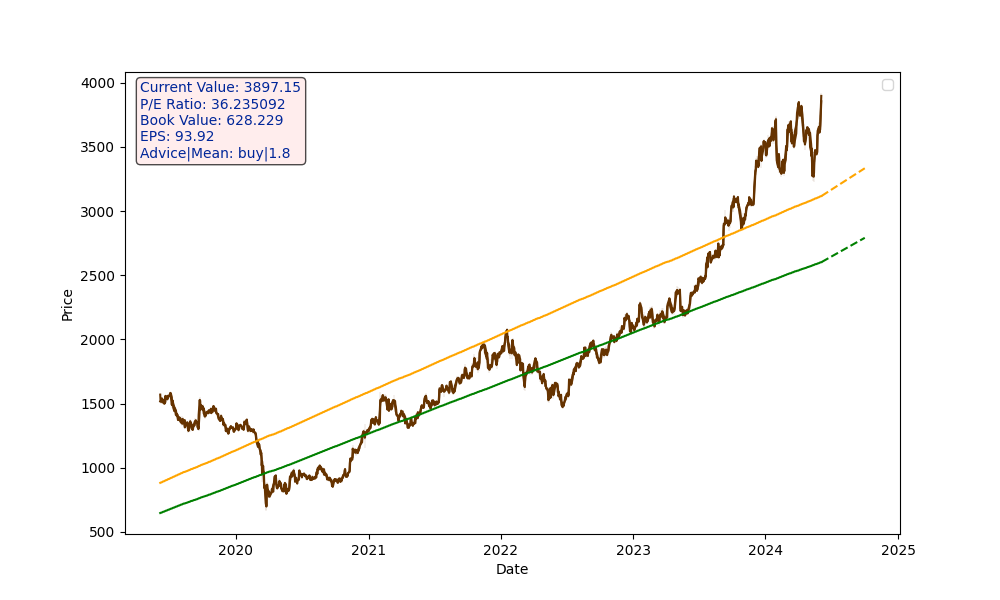 Current Value: 3897.15
P/E Ratio: 36.235092
Book Value: 628.229
EPS: 93.92
Advice|Mean: buy|1.8
4000
3500
3000
2500
2000
1500
1000
500
Price
2020 2021 2022 2023 2024 2025
Date